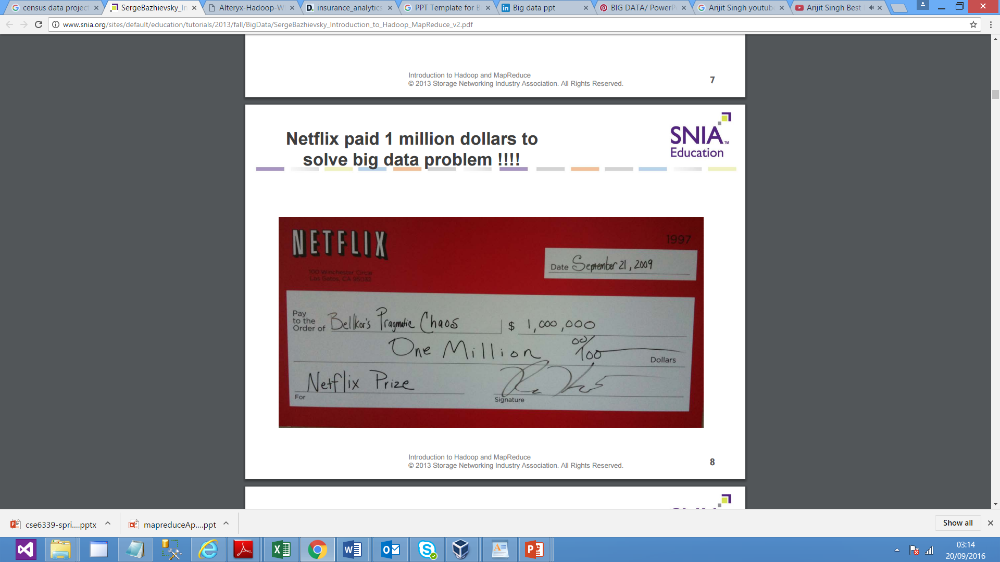 census data project
SergeBazhievsky_In
Alteryx-Hadoop-W
insurance_analytics
PPT Template for B
Big data ppt
BIG DATA/ PowerP
Arijit Singh youtub
Arijit Singh Best
www.snia.org/sites/default/education/tutorials/2013/fall/BigData/SergeBazhievsky_Introduction_to_Hadoop_MapReduce_v2.pdf
Introduction to Hadoop and MapReduce
© 2013 Storage Networking Industry Association. All Rights Reserved.
7
Netflix paid 1 million dollars to
solve big data problem !!!!
SNIA™
Education
NETFLIX
1997
100 Winchester Circle
Los Gatos, CA 95032
Date September 21, 2009
Pay
to the
Order of Bellkor's Pragmatic Chaos $ 1,000,000
One Million 00/100 Dollars
Netflix Prize
For
Signature
Introduction to Hadoop and MapReduce
© 2013 Storage Networking Industry Association. All Rights Reserved.
8
cse6339-spri....pptx
mapreduceAp....ppt
Show all
03:14
20/09/2016